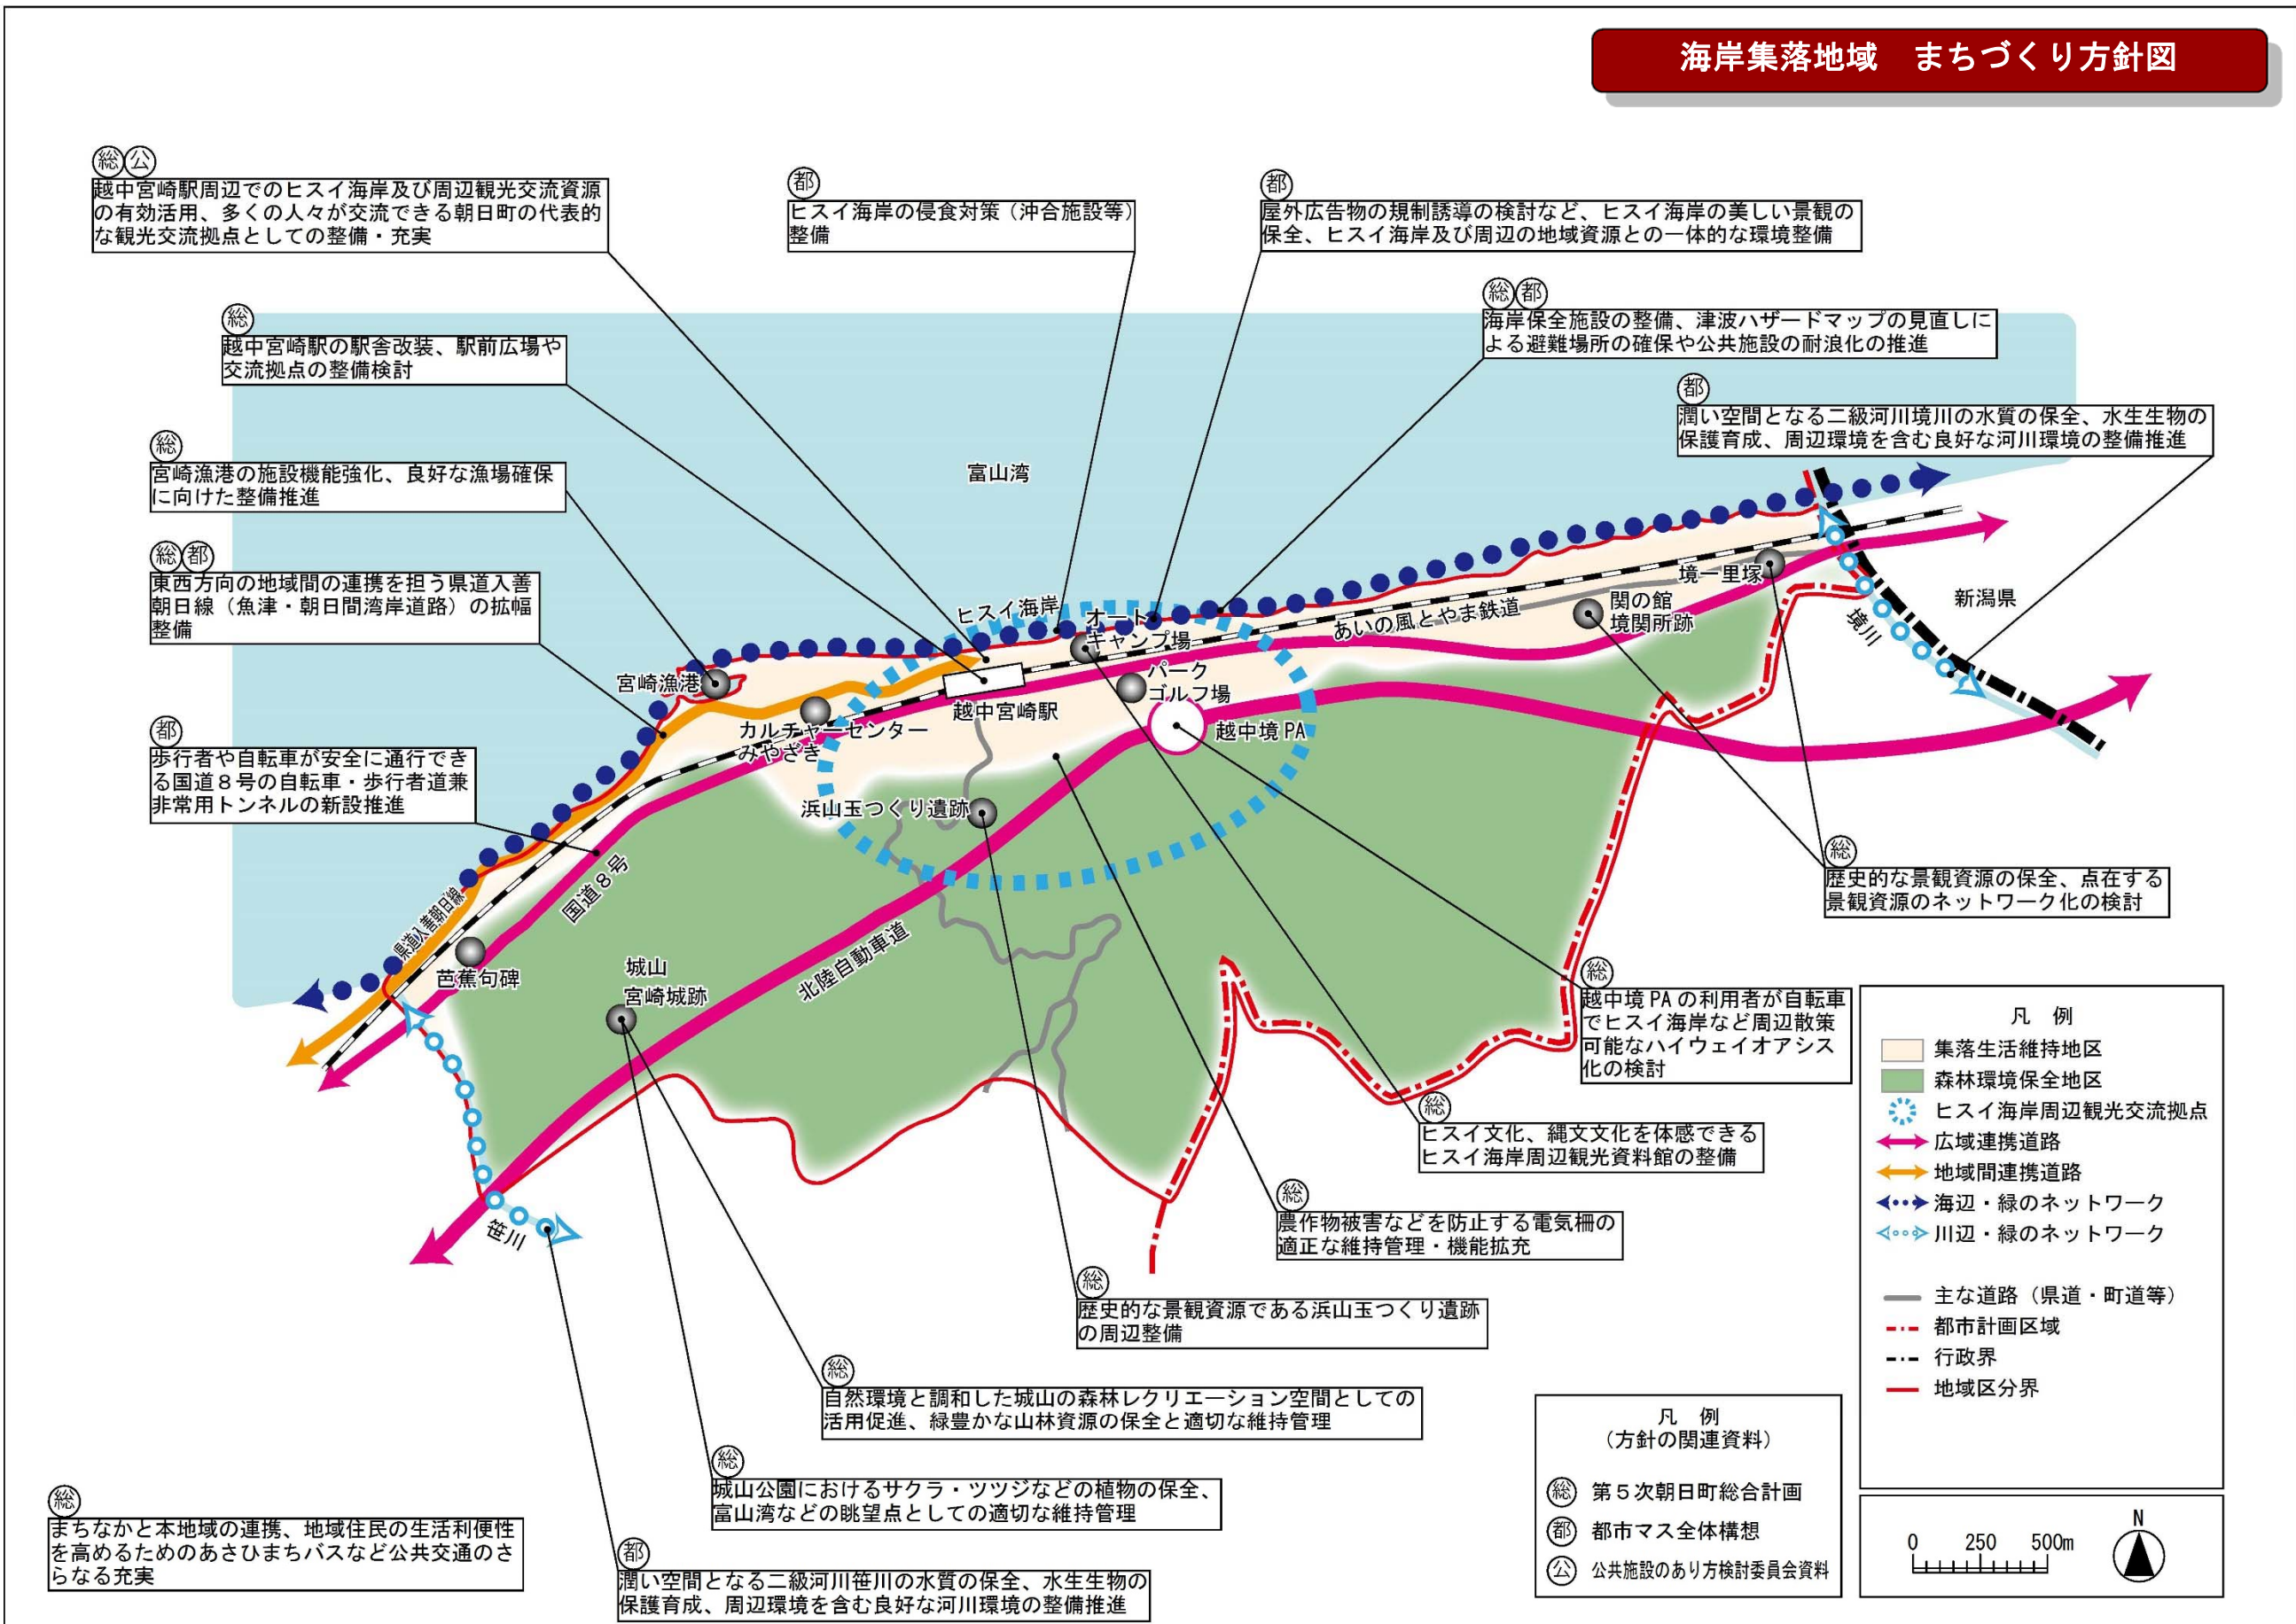 海岸集落地域　まちづくり方針図
総公
越中宮崎駅周辺でのヒスイ海岸及び周辺観光交流資源
の有効活用、多くの人々が交流できる朝日町の代表的
な観光交流拠点としての整備・充実
都
ヒスイ海岸の侵食対策（沖合施設等）
整備
都
屋外広告物の規制誘導の検討など、ヒスイ海岸の美しい景観の
保全、ヒスイ海岸及び周辺の地域資源との一体的な環境整備
総都
海岸保全施設の整備、津波ハザードマップの見直しに
よる避難場所の確保や公共施設の耐浪化の推進
総
越中宮崎駅の駅舎改装、駅前広場や
交流拠点の整備検討
都
潤い空間となる二級河川境川の水質の保全、水生生物の
保護育成、周辺環境を含む良好な河川環境の整備推進
総
宮崎漁港の施設機能強化、良好な漁場確保
に向けた整備推進
富山湾
総都
東西方向の地域間の連携を担う県道入善
朝日線（魚津・朝日間湾岸道路）の拡幅
整備
都
歩行者や自転車が安全に通行でき
る国道８号の自転車・歩行者道兼
非常用トンネルの新設推進
ヒスイ海岸
オート
キャンプ場
あいの風とやま鉄道
境一里塚
関の館
境関所跡
境川
新潟県
宮崎漁港
パーク
ゴルフ場
越中宮崎駅
越中境 PA
カルチャーセンター
みやざき
浜山玉つくり遺跡
国道８号
県道入善朝日線
芭蕉句碑
城山
宮崎城跡
北陸自動車道
笹川
総
歴史的な景観資源の保全、点在する
景観資源のネットワーク化の検討
総
越中境 PA の利用者が自転車
でヒスイ海岸など周辺散策
可能なハイウェイオアシス
化の検討
総
ヒスイ文化、縄文文化を体感できる
ヒスイ海岸周辺観光資料館の整備
総
農作物被害などを防止する電気柵の
適正な維持管理・機能拡充
総
歴史的な景観資源である浜山玉つくり遺跡
の周辺整備
総
自然環境と調和した城山の森林レクリエーション空間としての
活用促進、緑豊かな山林資源の保全と適切な維持管理
総
城山公園におけるサクラ・ツツジなどの植物の保全、
富山湾などの眺望点としての適切な維持管理
総
まちなかと本地域の連携、地域住民の生活利便性
を高めるためのあさひまちバスなど公共交通のさ
らなる充実
都
潤い空間となる二級河川笹川の水質の保全、水生生物の
保護育成、周辺環境を含む良好な河川環境の整備推進
凡　例
集落生活維持地区
森林環境保全地区
ヒスイ海岸周辺観光交流拠点
広域連携道路
地域間連携道路
海辺・緑のネットワーク
川辺・緑のネットワーク
主な道路（県道・町道等）
都市計画区域
行政界
地域区分界
凡　例
（方針の関連資料）
総 第５次朝日町総合計画
都 都市マス全体構想
公 公共施設のあり方検討委員会資料
0 250 500m
N